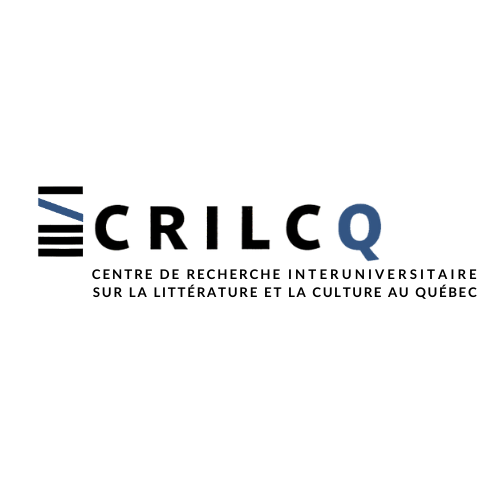 CRILCQ
CENTRE DE RECHERCHE INTERUNIVERSITAIRE
SUR LA LITTÉRATURE ET LA CULTURE AU QUÉBEC